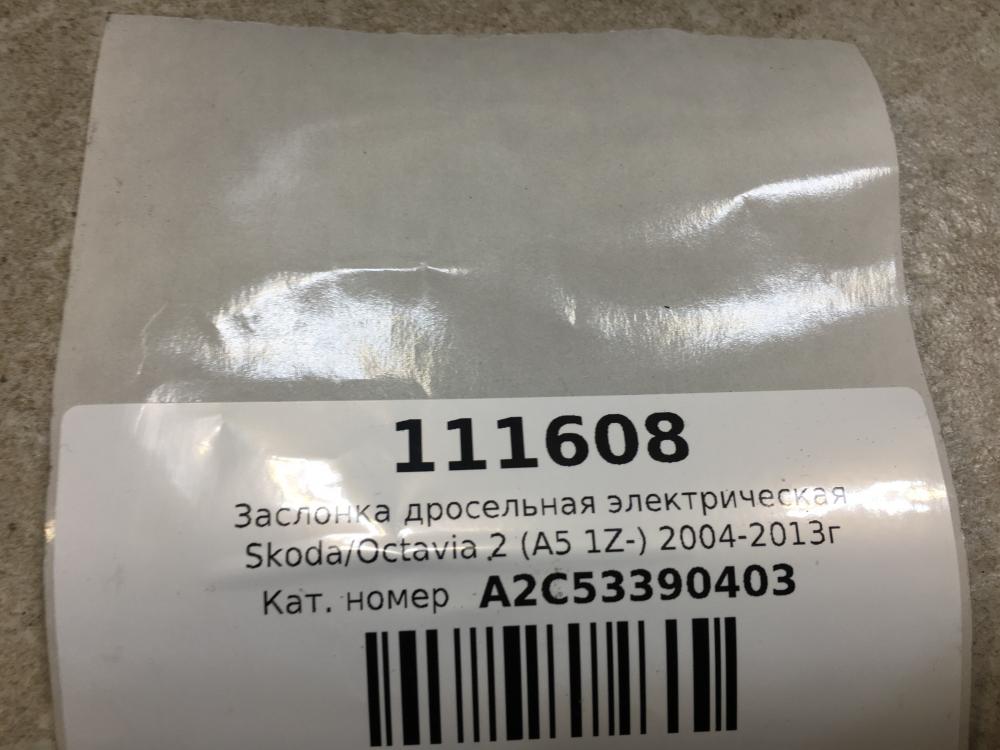 111608
Заслонка дросельная электрическая
Skoda/Octavia 2 (A5 1Z-) 2004-2013г
Кат. номер A2C53390403